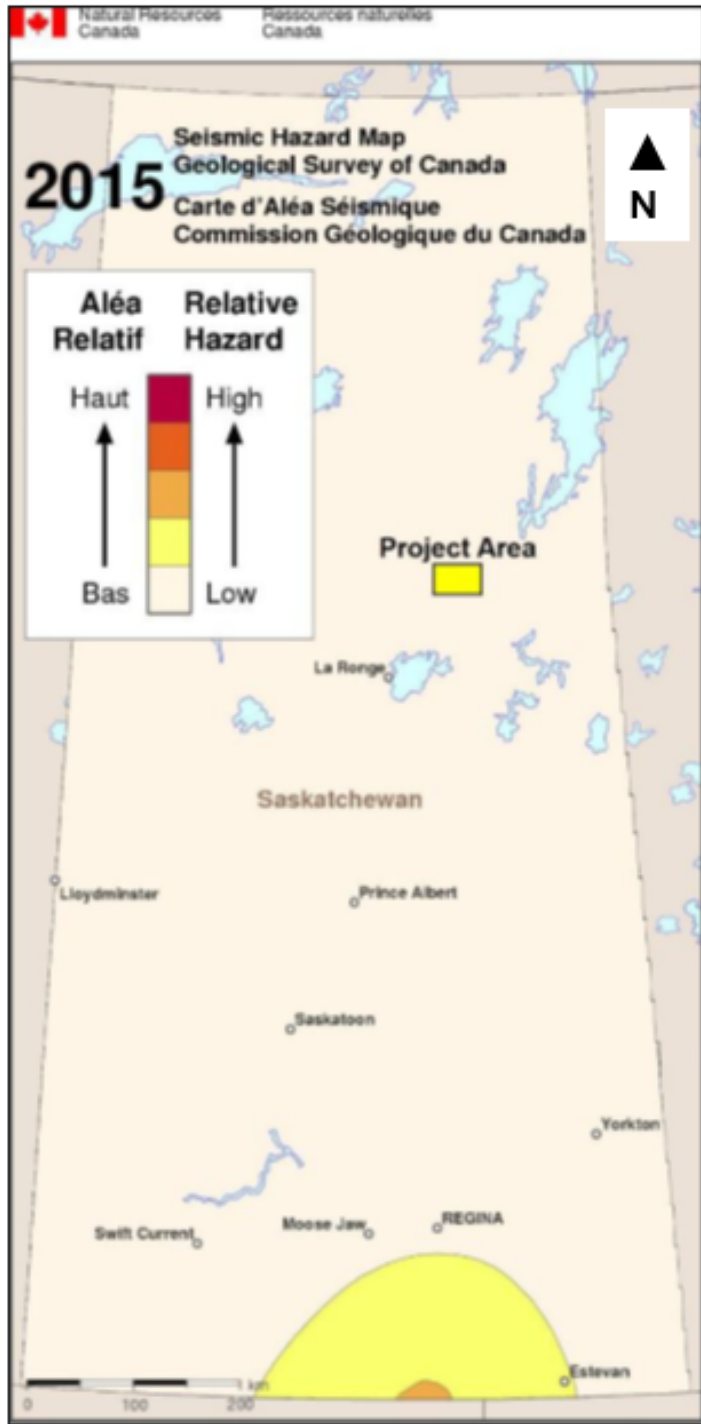 Natural Resources
Canada
Ressources naturelles
Canada
2015
Seismic Hazard Map
Geological Survey of Canada
Carte d'Aléa Séismique
Commission Géologique du Canada
N
Aléa
Relatif
Relative
Hazard
Haut
High
Bas
Low
Project Area
La Ronge
Saskatchewan
Lloydminster
Prince Albert
Saskatoon
Yorkton
Swift Current
Moose Jaw
REGINA
Estevan
km
0
100
200